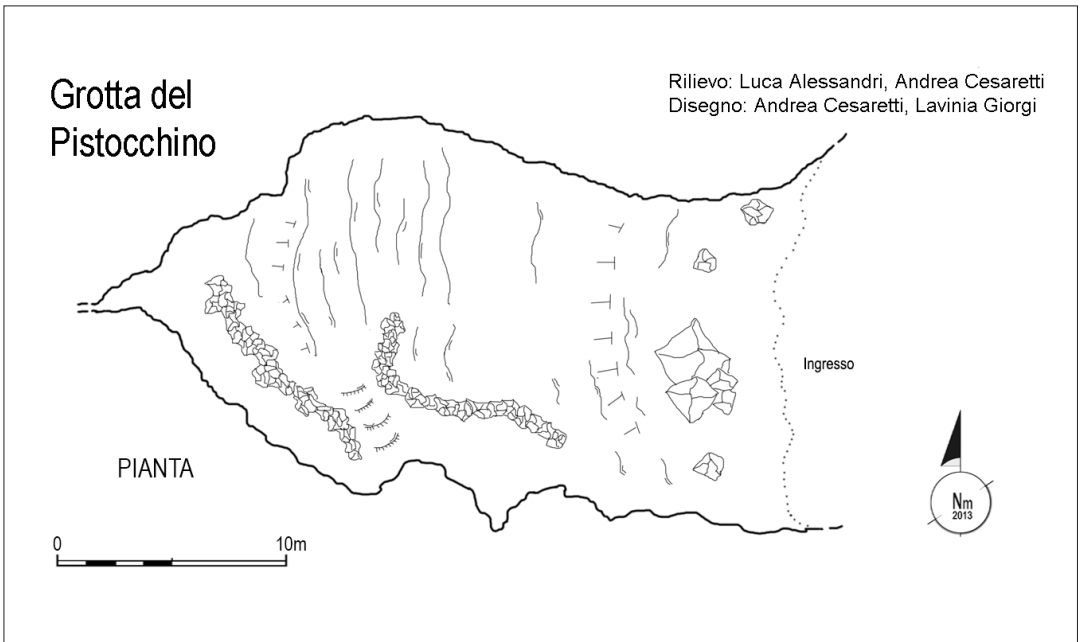 Grotta del
Pistocchino
Rilievo: Luca Alessandri, Andrea Cesaretti
Disegno: Andrea Cesaretti, Lavinia Giorgi
Ingresso
PIANTA
Nm
2013
0 10m